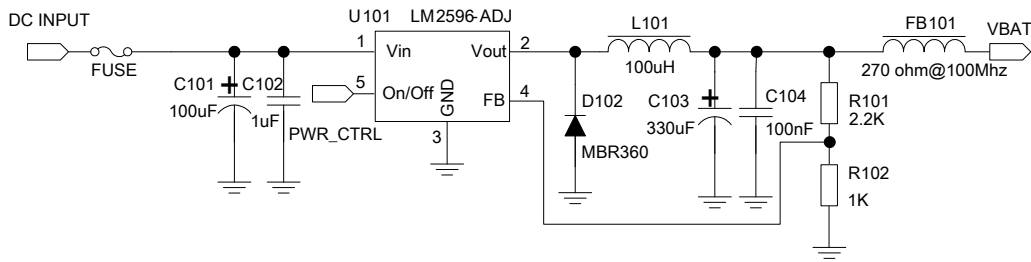 DC INPUT
FUSE
C101
100uF
C102
1uF
PWR_CTRL
U101 LM2596-ADJ
1
Vin
Vout
2
5
On/Off
GND
FB
4
3
D102
MBR360
L101
100uH
C103
330uF
C104
100nF
R101
2.2K
R102
1K
FB101
270 ohm@100Mhz
VBAT